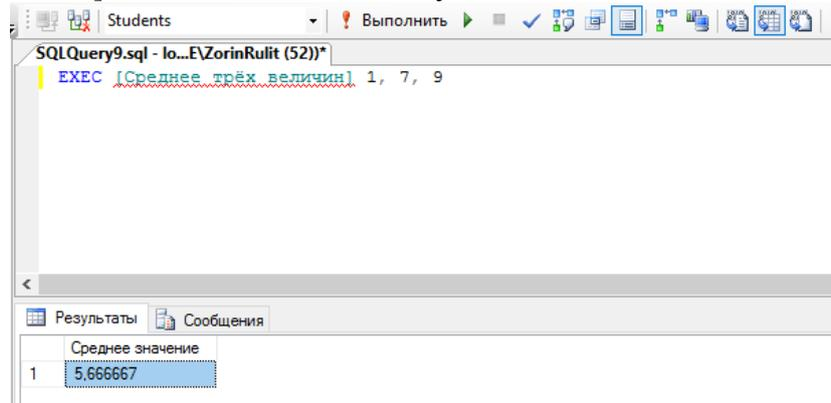 Students
Выполнить
SQLQuery9.sql - lo...E\ZorinRulit (52))*
EXEC [Среднее трёх величин] 1, 7, 9
Результаты Сообщения
Среднее значение
1 5,666667